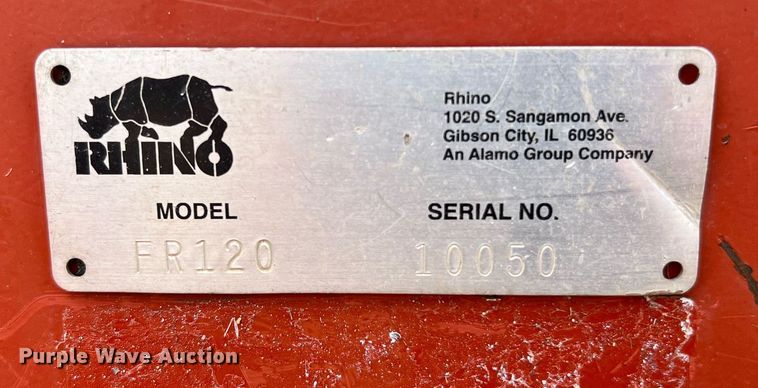 RHINO
Rhino
1020 S. Sangamon Ave.
Gibson City, IL 60936
An Alamo Group Company
MODEL
SERIAL NO.
FR120
10050
Purple Wave Auction